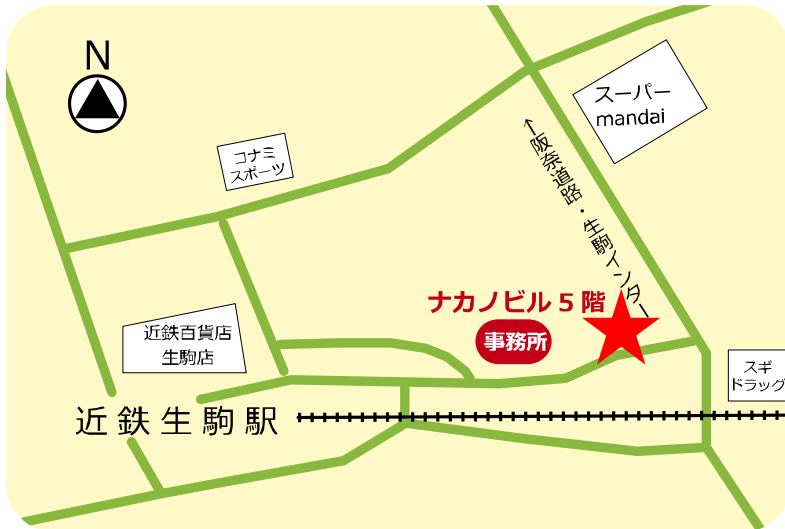 N
スーパー
mandai
コナミ
スポーツ
←阪奈道路・生駒インター
ナカノビル5階
事務所
近鉄百貨店
生駒店
スギ
ドラッグ
近鉄生駒駅